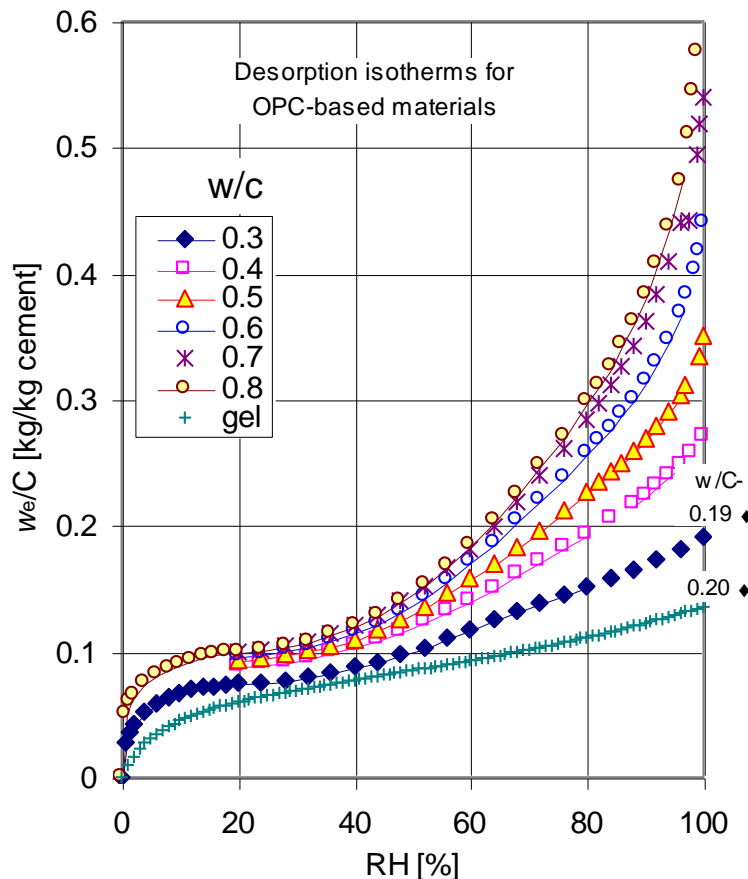 Desorption isotherms for
OPC-based materials
w/c
0.3
0.4
0.5
0.6
0.7
0.8
gel
we/C [kg/kg cement]
0.6
0.5
0.4
0.3
0.2
0.1
0
w/C-
0.19
0.20
0 20 40 60 80 100
RH [%]